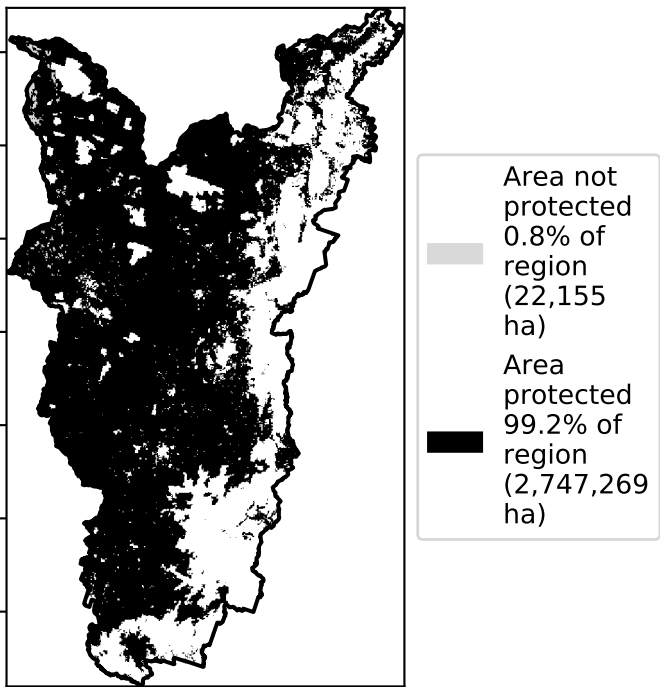 Area not
protected
0.8% of
region
(22,155
ha)
Area
protected
99.2% of
region
(2,747,269
ha)